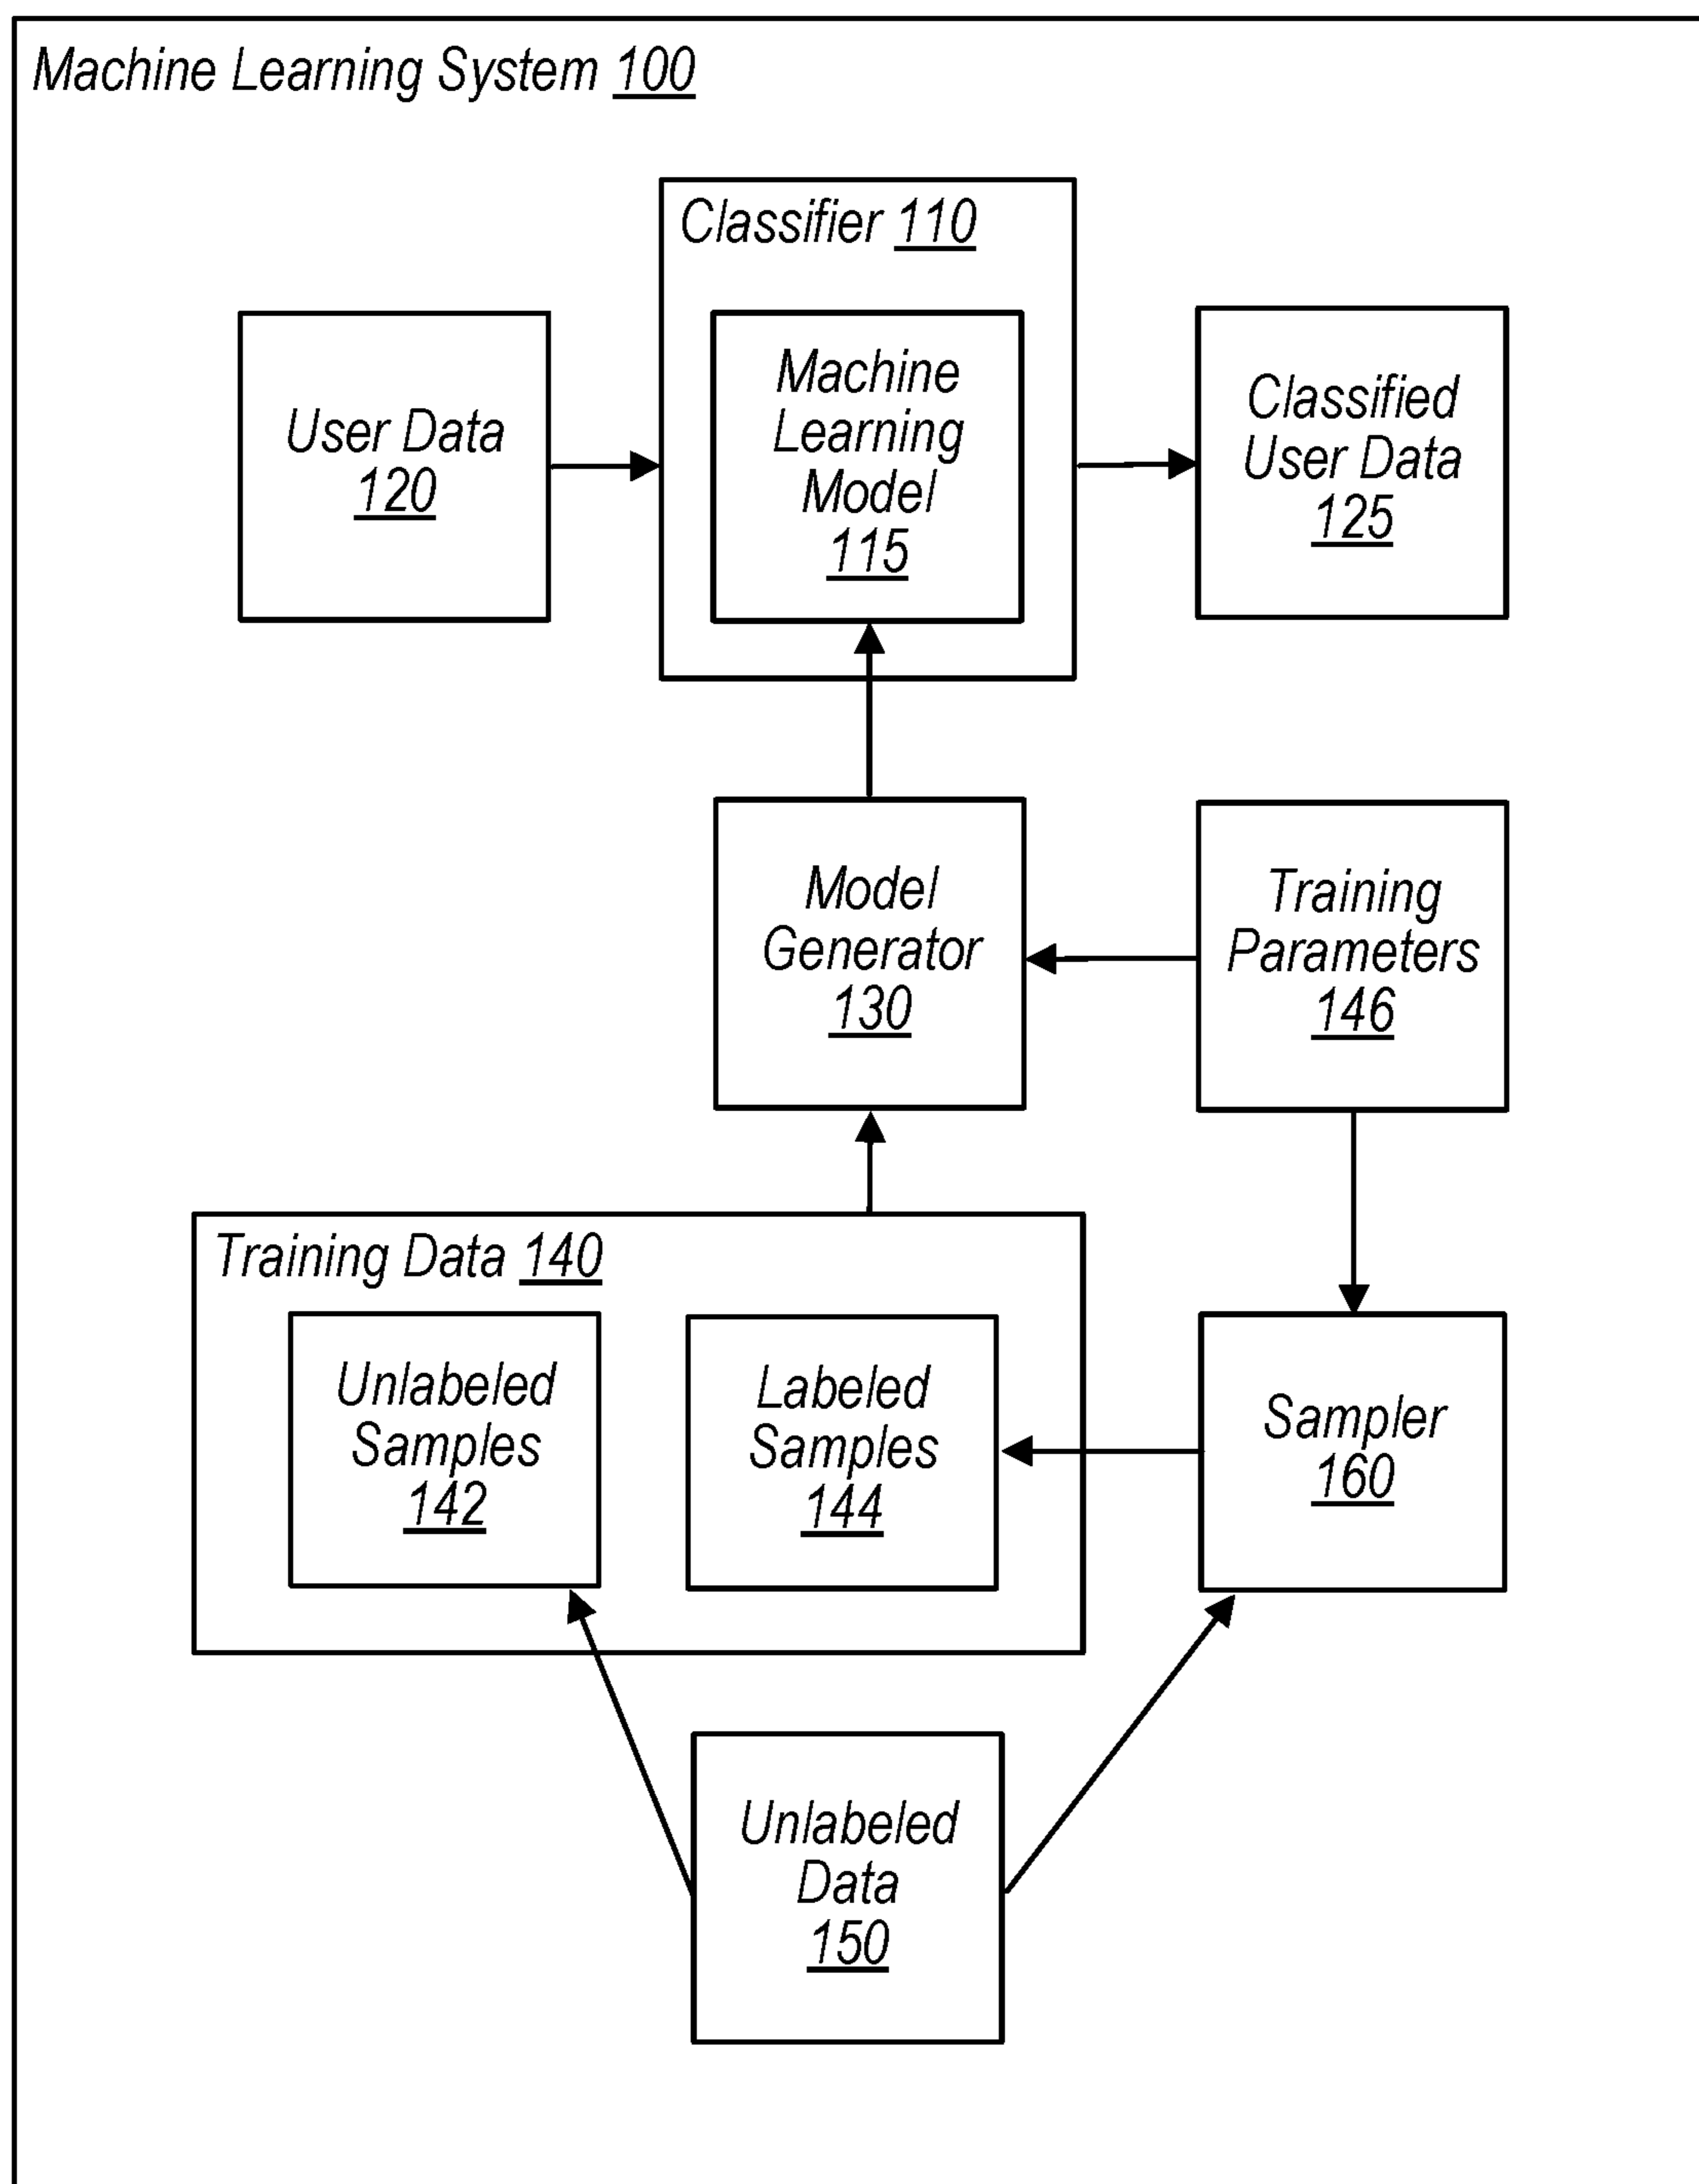 Machine Learning System 100
Classifier 110
User Data
120
Machine
Learning
Model
115
Classified
User Data
125
Model
Generator
130
Training
Parameters
146
Training Data 140
Unlabeled
Samples
142
Labeled
Samples
144
Sampler
160
Unlabeled
Data
150